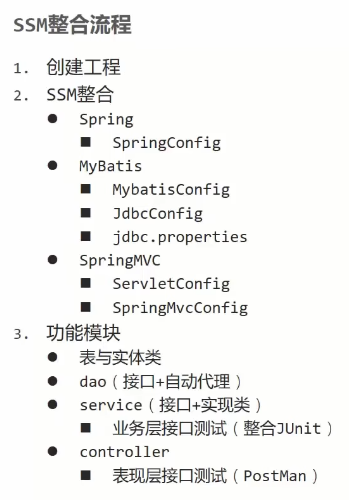 SSM整合流程
1. 创建工程
2. SSM整合
● Spring
■ SpringConfig
● MyBatis
■ MybatisConfig
■ JdbcConfig
■ jdbc.properties
● SpringMVC
■ ServletConfig
■ SpringMvcConfig
3. 功能模块
● 表与实体类
● dao（接口+自动代理）
● service（接口+实现类）
■ 业务层接口测试（整合JUnit）
● controller
■ 表现层接口测试（PostMan）